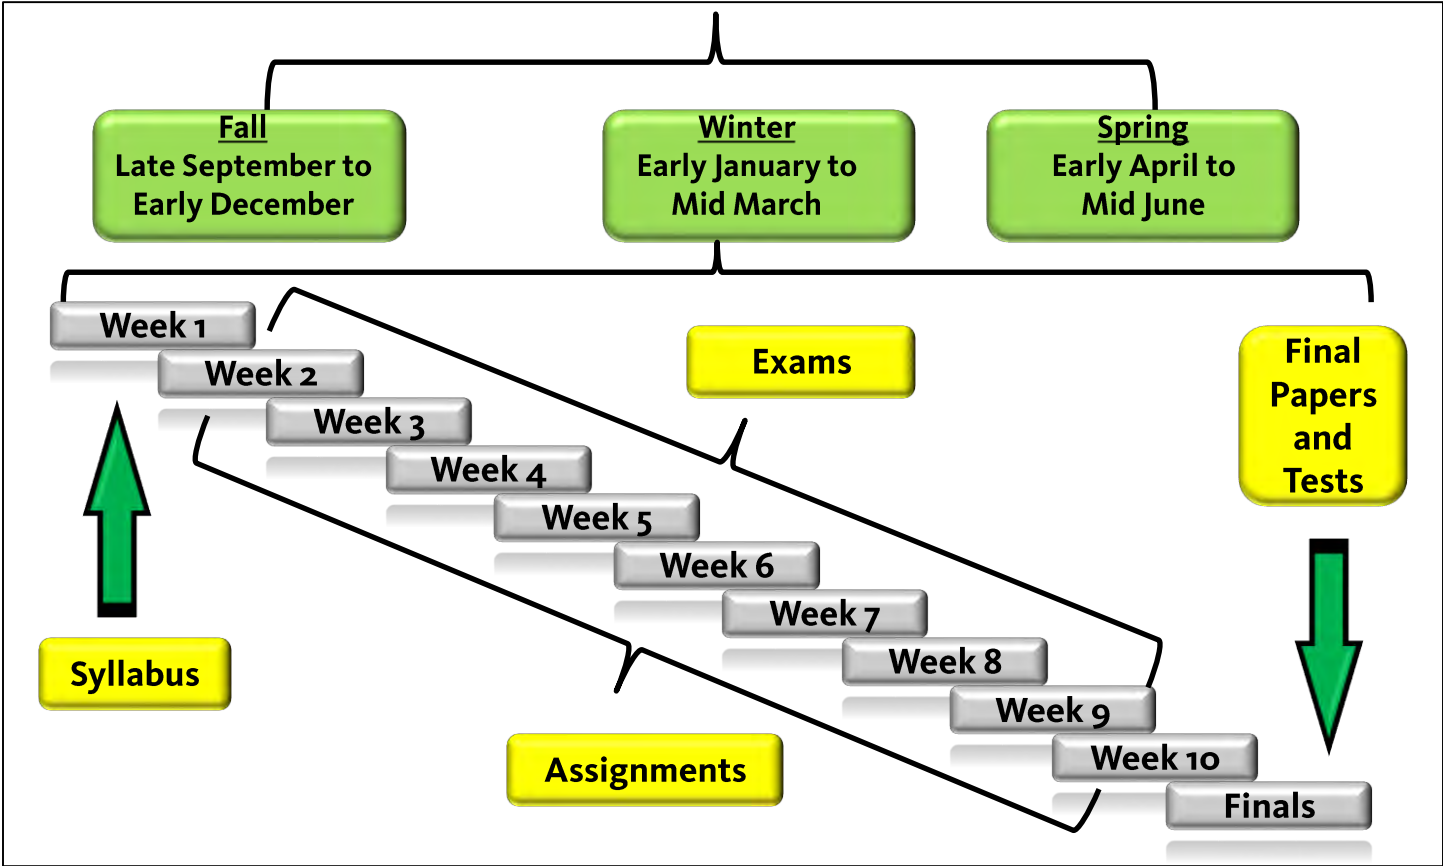 Fall
Late September to
Early December
Winter
Early January to
Mid March
Spring
Early April to
Mid June
Week 1
Week 2
Week 3
Week 4
Week 5
Week 6
Week 7
Week 8
Week 9
Week 10
Finals
Exams
Final
Papers
and
Tests
Syllabus
Assignments